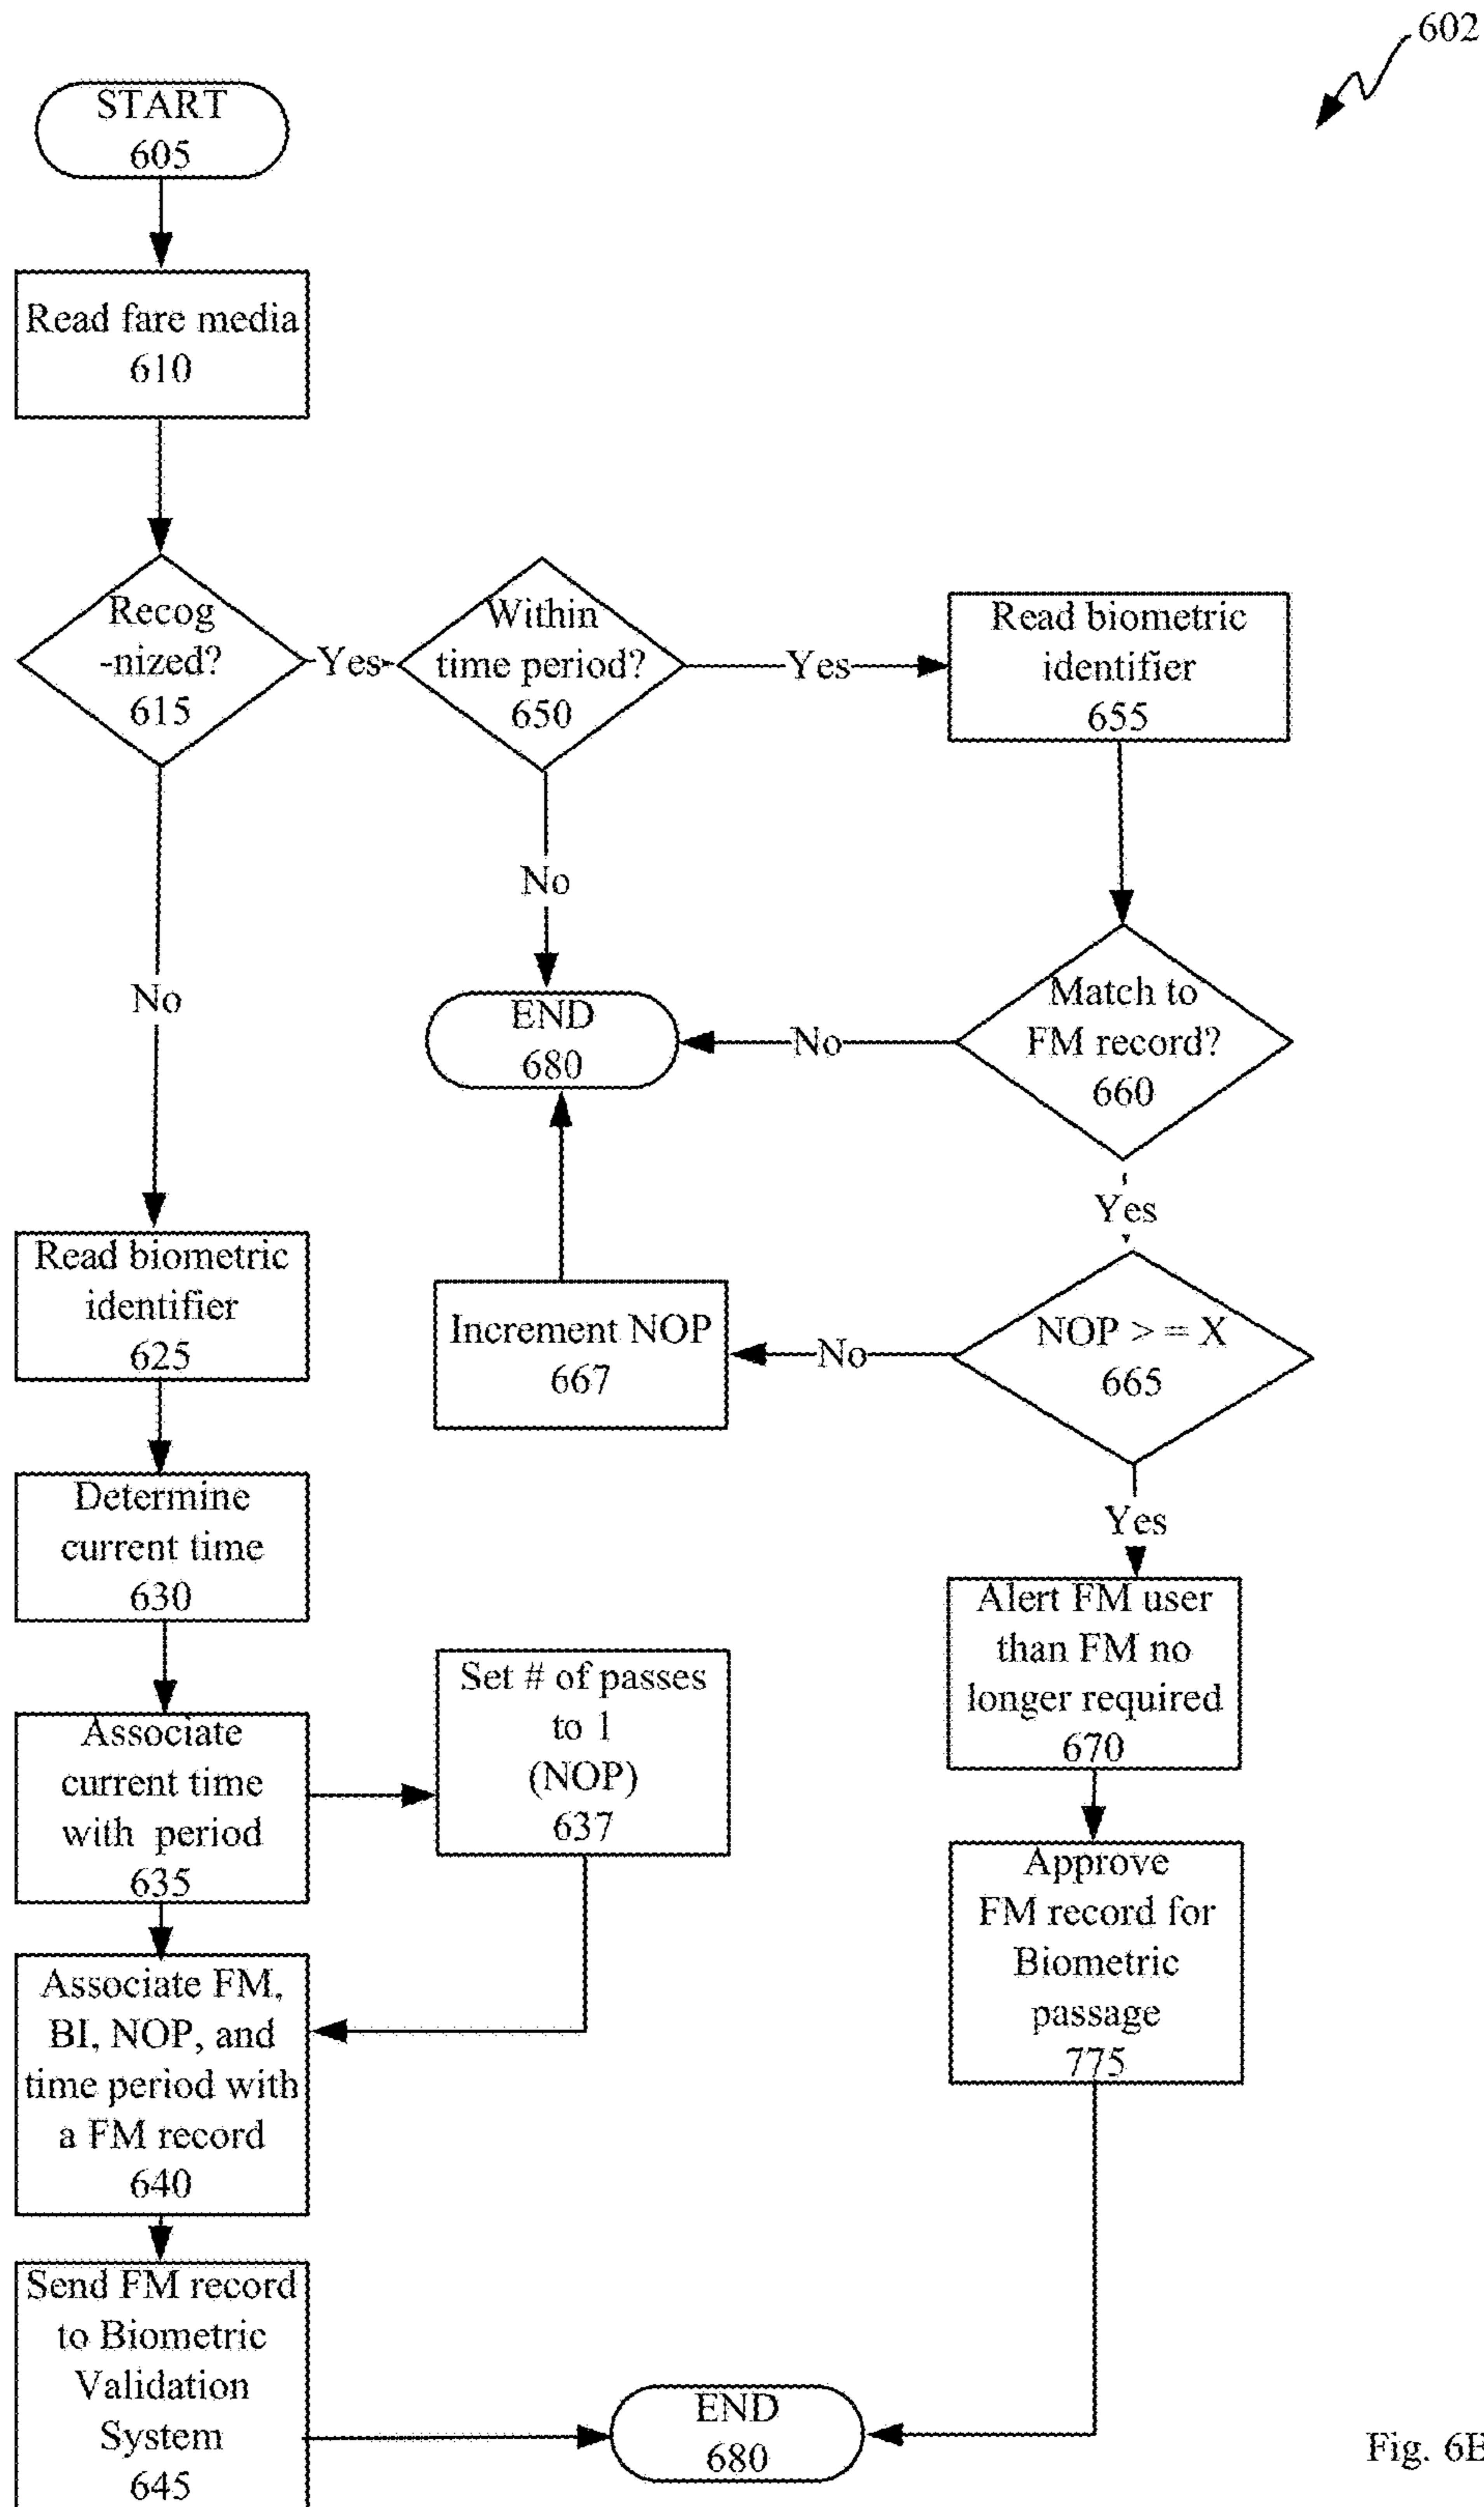 602
START
605
Read fare media
610
Recog
-nized?
615
Yes
Within
time period?
650
Yes
Read biometric
identifier
655
No
No
END
680
No
Match to
FM record?
660
Yes
Read biometric
identifier
625
Increment NOP
667
No
NOP > = X
665
Yes
Determine
current time
630
Alert FM user
than FM no
longer required
670
Associate
current time
with period
635
Set # of passes
to 1
(NOP)
637
Approve
FM record for
Biometric
passage
775
Associate FM,
BI, NOP, and
time period with
a FM record
640
Send FM record
to Biometric
Validation
System
645
END
680